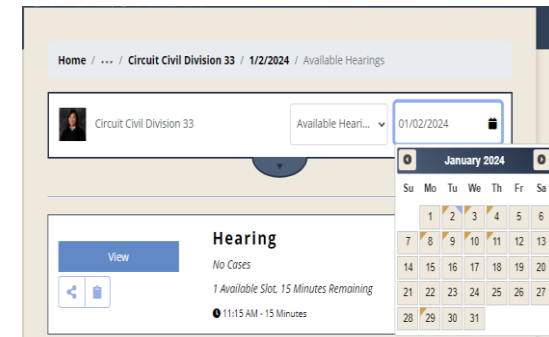 Home / ... / Circuit Civil Division 33 / 1/2/2024 / Available Hearings
Circuit Civil Division 33
Available Heari...
01/02/2024
January 2024
Su Mo Tu We Th Fr Sa
1 2 3 4 5 6
7 8 9 10 11 12 13
14 15 16 17 18 19 20
21 22 23 24 25 26 27
28 29 30 31
View
Hearing
No Cases
1 Available Slot, 15 Minutes Remaining
11:15 AM - 15 Minutes